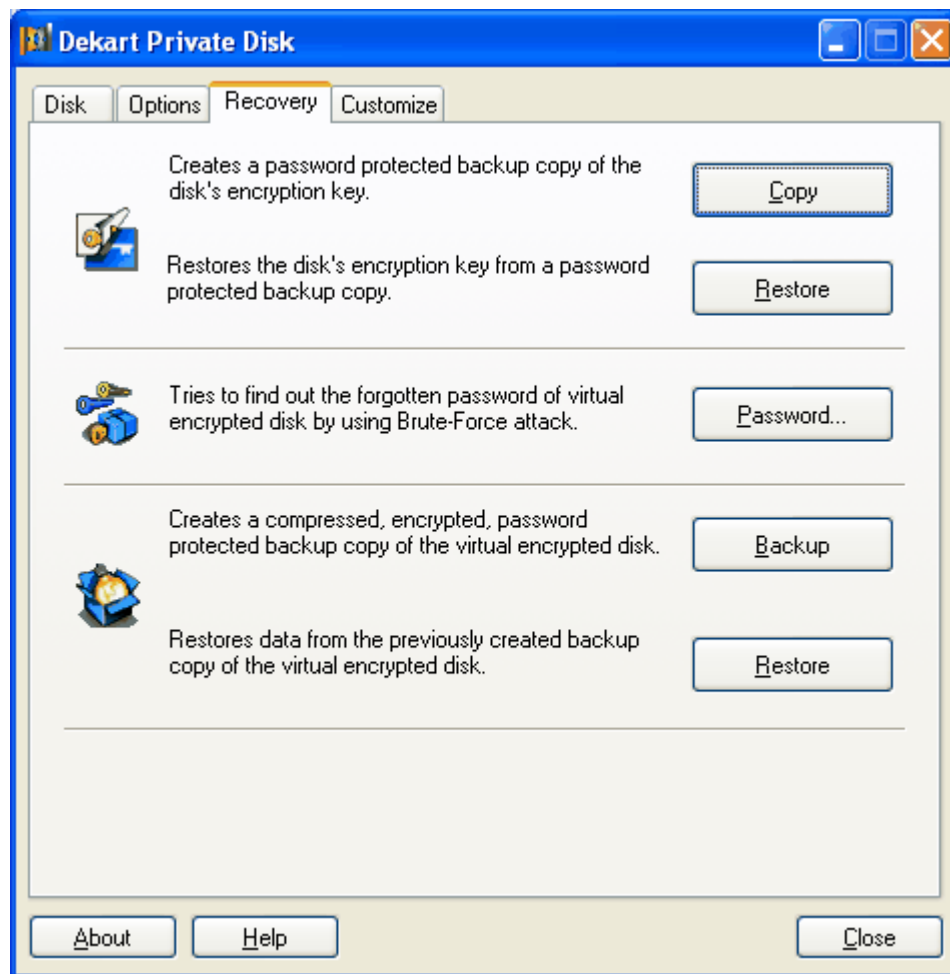 Dekart Private Disk
Disk Options Recovery Customize
Creates a password protected backup copy of the
disk's encryption key.
Copy
Restores the disk's encryption key from a password
protected backup copy.
Restore
Tries to find out the forgotten password of virtual
encrypted disk by using Brute-Force attack.
Password...
Creates a compressed, encrypted, password
protected backup copy of the virtual encrypted disk.
Backup
Restores data from the previously created backup
copy of the virtual encrypted disk.
Restore
About Help Close